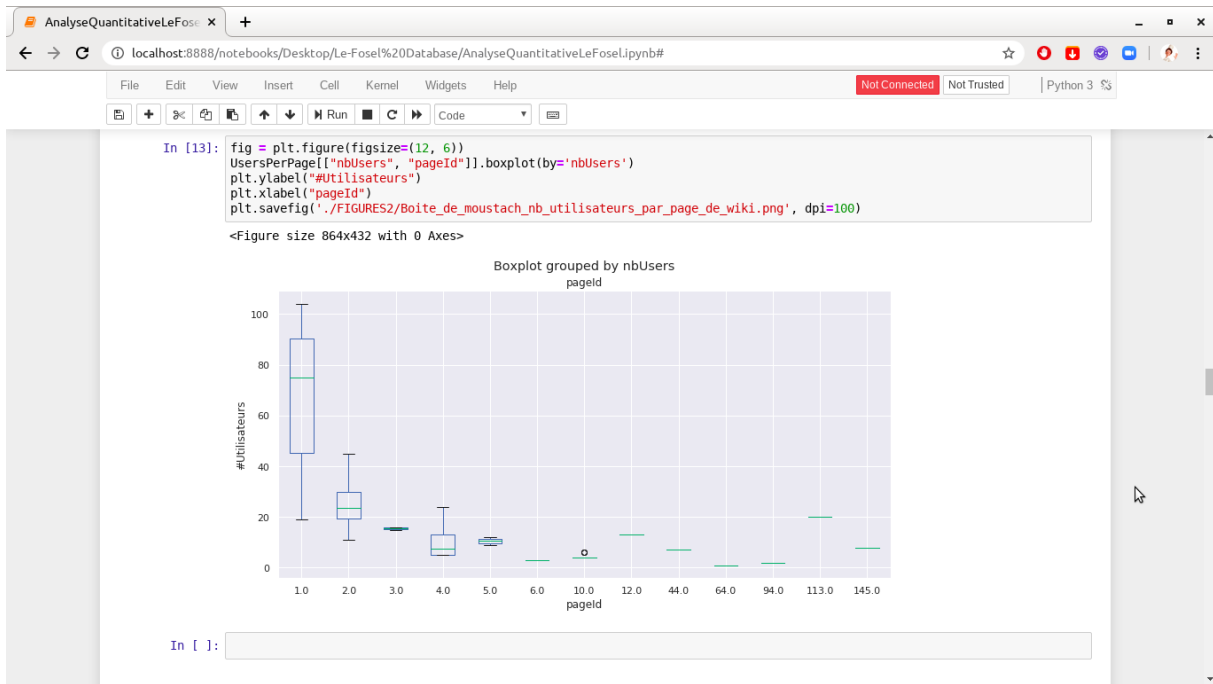 AnalyseQuantitativeLeFose
localhost:8888/notebooks/Desktop/Le-Fosel%20Database/AnalyseQuantitativeLeFosel.ipynb#
File Edit View Insert Cell Kernel Widgets Help Not Connected Not Trusted Python 3
Run Code
In [13]: fig = plt.figure(figsize=(12, 6))
UsersPerPage[["nbUsers", "pageId"]].boxplot(by='nbUsers')
plt.ylabel("#Utilisateurs")
plt.xlabel("pageId")
plt.savefig('./FIGURES2/Boite_de_moustach_nb_utilisateurs_par_page_de_wiki.png', dpi=100)
<Figure size 864x432 with 0 Axes>
Boxplot grouped by nbUsers
pageId
100
80
60
40
20
0
#Utilisateurs
1.0 2.0 3.0 4.0 5.0 6.0 10.0 12.0 44.0 64.0 94.0 113.0 145.0
pageId
In [ ]: